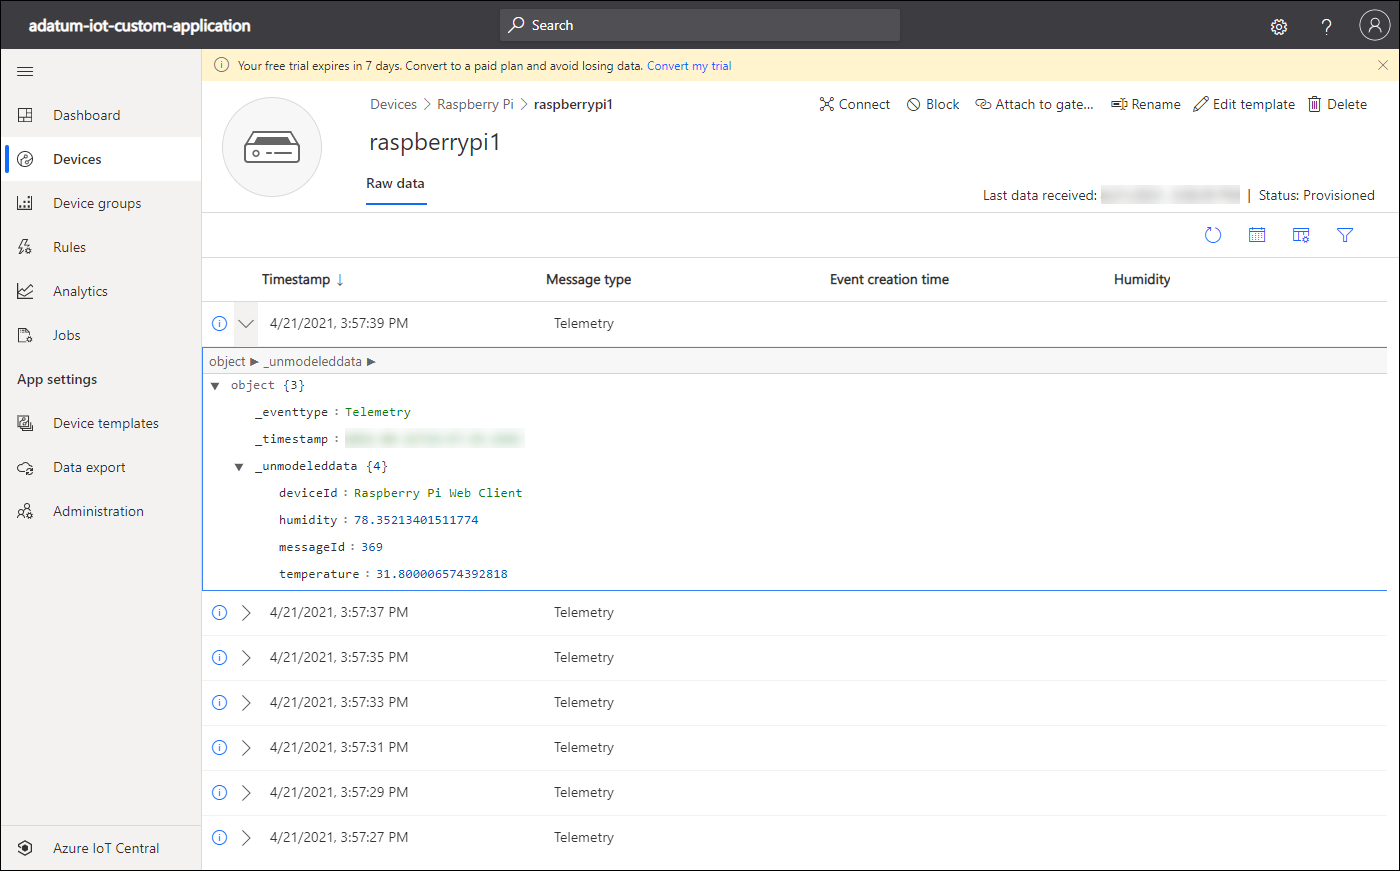 adatum-iot-custom-application
Search
Your free trial expires in 7 days. Convert to a paid plan and avoid losing data. Convert my trial
Dashboard
Devices
Device groups
Rules
Analytics
Jobs
App settings
Device templates
Data export
Administration
Azure IoT Central
Devices > Raspberry Pi > raspberrypi1
Connect Block Attach to gate... Rename Edit template Delete
raspberrypi1
Raw data
Last data received: | Status: Provisioned
Timestamp ↓ Message type Event creation time Humidity
4/21/2021, 3:57:39 PM Telemetry
object ► _unmodeleddata ►
▼ object {3}
_eventtype : Telemetry
_timestamp :
▼ _unmodeleddata {4}
deviceId : Raspberry Pi Web Client
humidity : 78.35213401511774
messageId : 369
temperature : 31.800006574392818
4/21/2021, 3:57:37 PM Telemetry
4/21/2021, 3:57:35 PM Telemetry
4/21/2021, 3:57:33 PM Telemetry
4/21/2021, 3:57:31 PM Telemetry
4/21/2021, 3:57:29 PM Telemetry
4/21/2021, 3:57:27 PM Telemetry